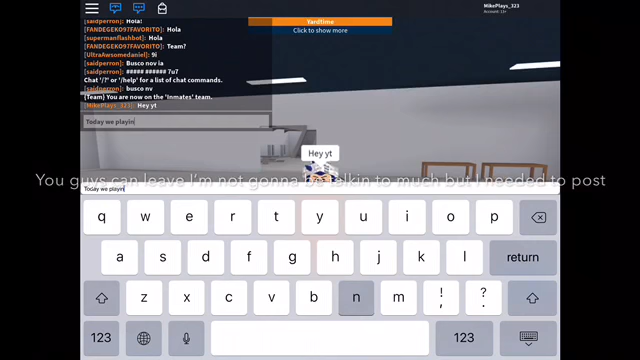 [saidperron]: Hola!
[FANDEGEKO97FAVORITO]: Hola
[supermanflashbot]: Hola
[FANDEGEKO97FAVORITO]: Team?
[UltraAwsomedaniel]: 9i
[saidperron]: Busco nov ia
[saidperron]: ##### ###### 7u7
Chat '/?' or '/help' for a list of chat commands.
[saidperron]: busco nv
[Team] You are now on the 'Inmates' team.
[MikePlays_323]: Hey yt
Today we playin
Yardtime
Click to show more
MikePlays_323
Account: 13+
Hey yt
You guys can leave I'm not gonna be talkin to much but I needed to post
Today we playin
q w e r t y u i o p
a s d f g h j k l return
z x c v b n m ! , ? .
123 123